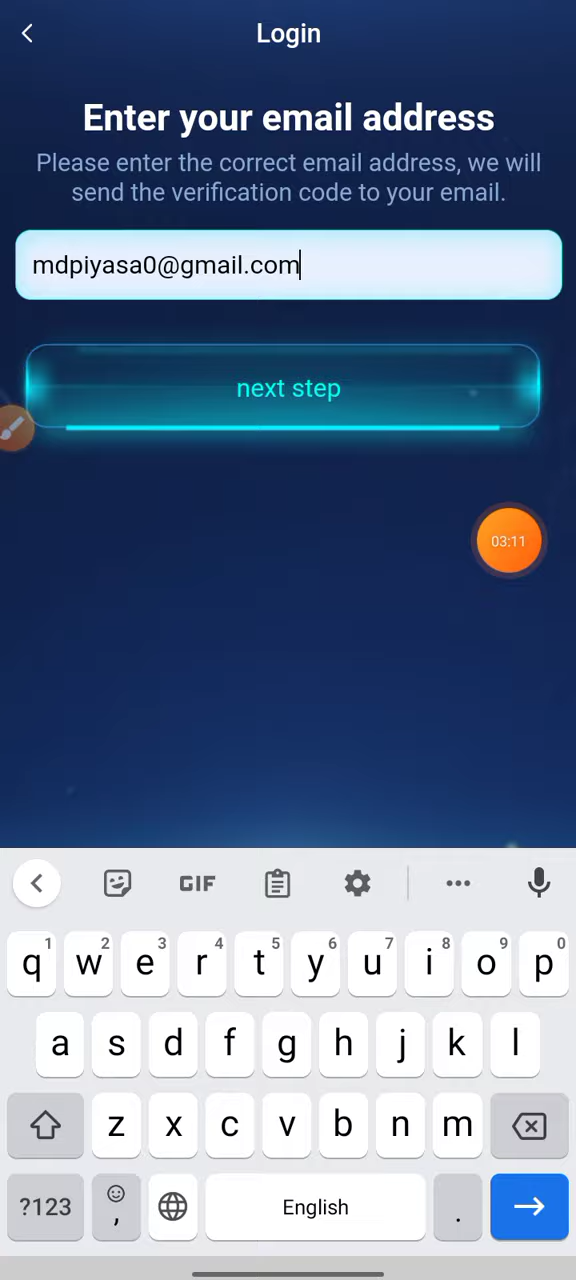 Login
Enter your email address
Please enter the correct email address, we will
send the verification code to your email.
mdpiyasa0@gmail.com
next step
03:11
GIF
1 2 3 4 5 6 7 8 9 0
q w e r t y u i o p
a s d f g h j k l
z x c v b n m
?123 , English .